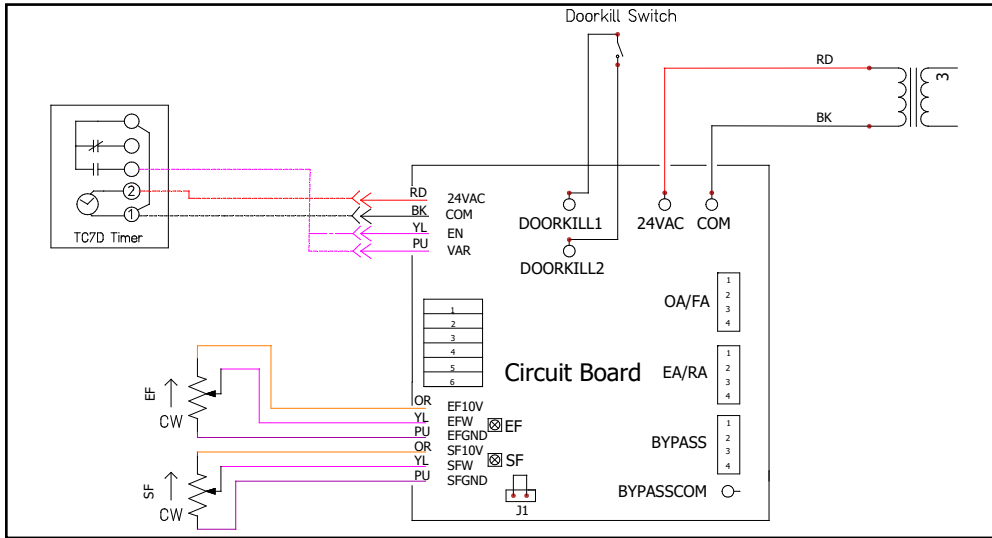 Doorkill Switch
RD
3
BK
2
1
TC7D Timer
RD
BK
YL
PU
24VAC
COM
EN
VAR
DOORKILL1
DOORKILL2
24VAC
COM
OA/FA
1
2
3
4
1
2
3
4
5
6
Circuit Board
EA/RA
1
2
3
4
EF
CW
OR
YL
PU
OR
YL
PU
EF10V
EFW
EFGND
SF10V
SFW
SFGND
EF
SF
BYPASS
1
2
3
4
SF
CW
J1
BYPASSCOM